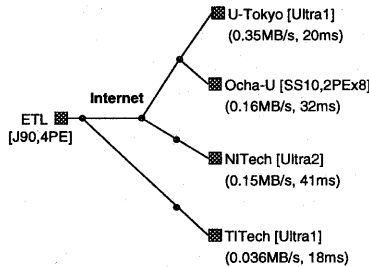 U-Tokyo [Ultra1]
(0.35MB/s, 20ms)
Ocha-U [SS10,2PEx8]
(0.16MB/s, 32ms)
Internet
ETL
[J90,4PE]
NITech [Ultra2]
(0.15MB/s, 41ms)
TITech [Ultra1]
(0.036MB/s, 18ms)